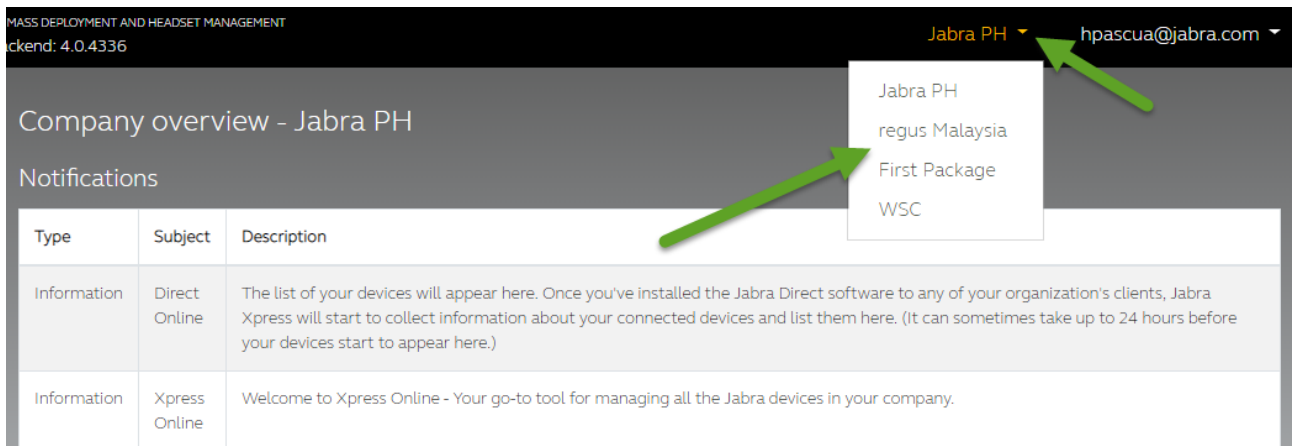 MASS DEPLOYMENT AND HEADSET MANAGEMENT
ckend: 4.0.4336
Jabra PH
hpascua@jabra.com
Jabra PH
regus Malaysia
First Package
WSC
Company overview - Jabra PH
Notifications
Type Subject Description
Information Direct Online The list of your devices will appear here. Once you've installed the Jabra Direct software to any of your organization's clients, Jabra
Xpress will start to collect information about your connected devices and list them here. (It can sometimes take up to 24 hours before
your devices start to appear here.)
Information Xpress Online Welcome to Xpress Online - Your go-to tool for managing all the Jabra devices in your company.